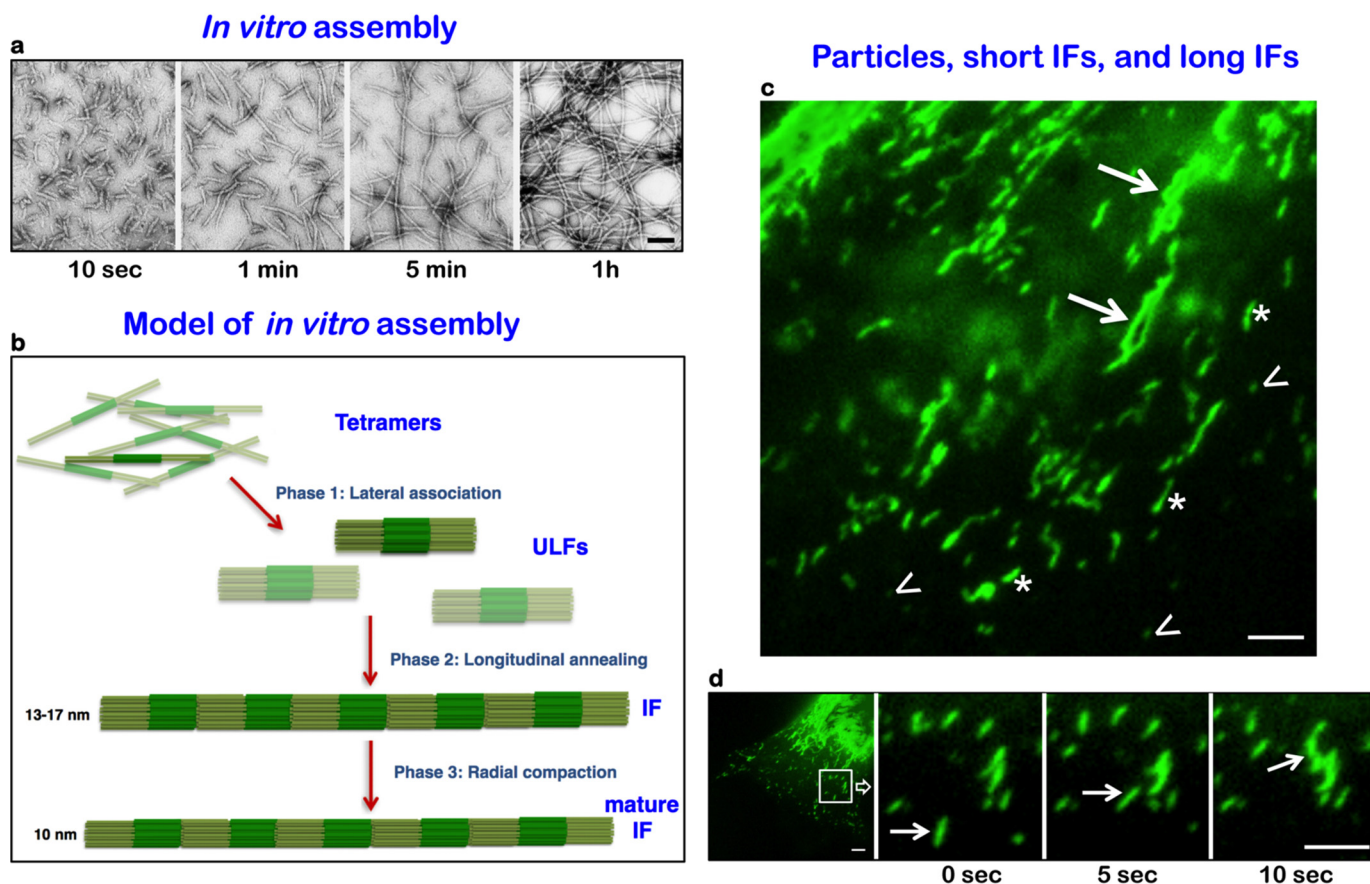 In vitro assembly
a
10 sec
1 min
5 min
1h
Model of in vitro assembly
b
Tetramers
Phase 1: Lateral association
ULFs
Phase 2: Longitudinal annealing
13-17 nm
IF
Phase 3: Radial compaction
mature
IF
10 nm
Particles, short IFs, and long IFs
c
*
*
*
d
0 sec
5 sec
10 sec